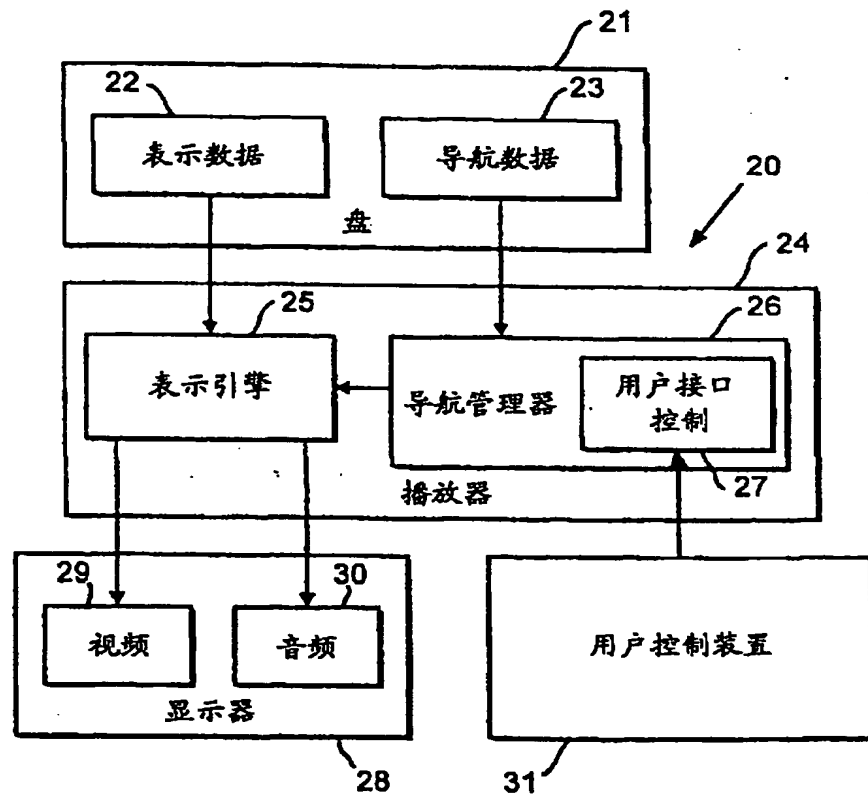 21
22
23
表示数据
导航数据
盘
20
24
25
26
表示引擎
导航管理器
用户接口
控制
27
播放器
29
30
视频
音频
显示器
28
用户控制装置
31